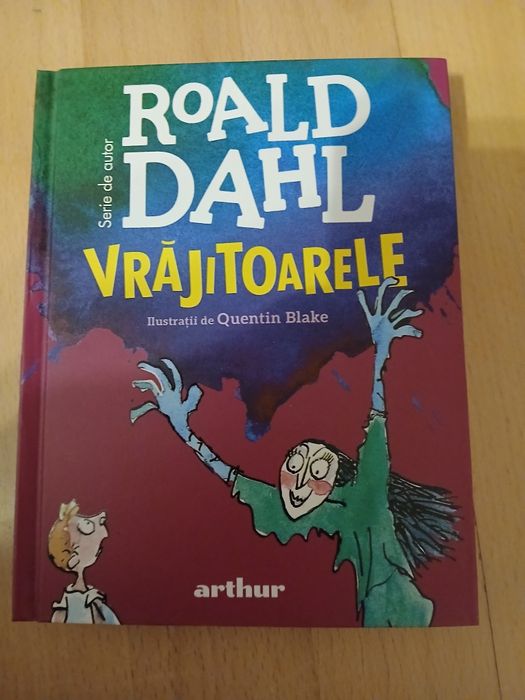 Serie de autor
ROALD
DAHL
VRĂJITOARELE
Ilustrații de Quentin Blake
arthur